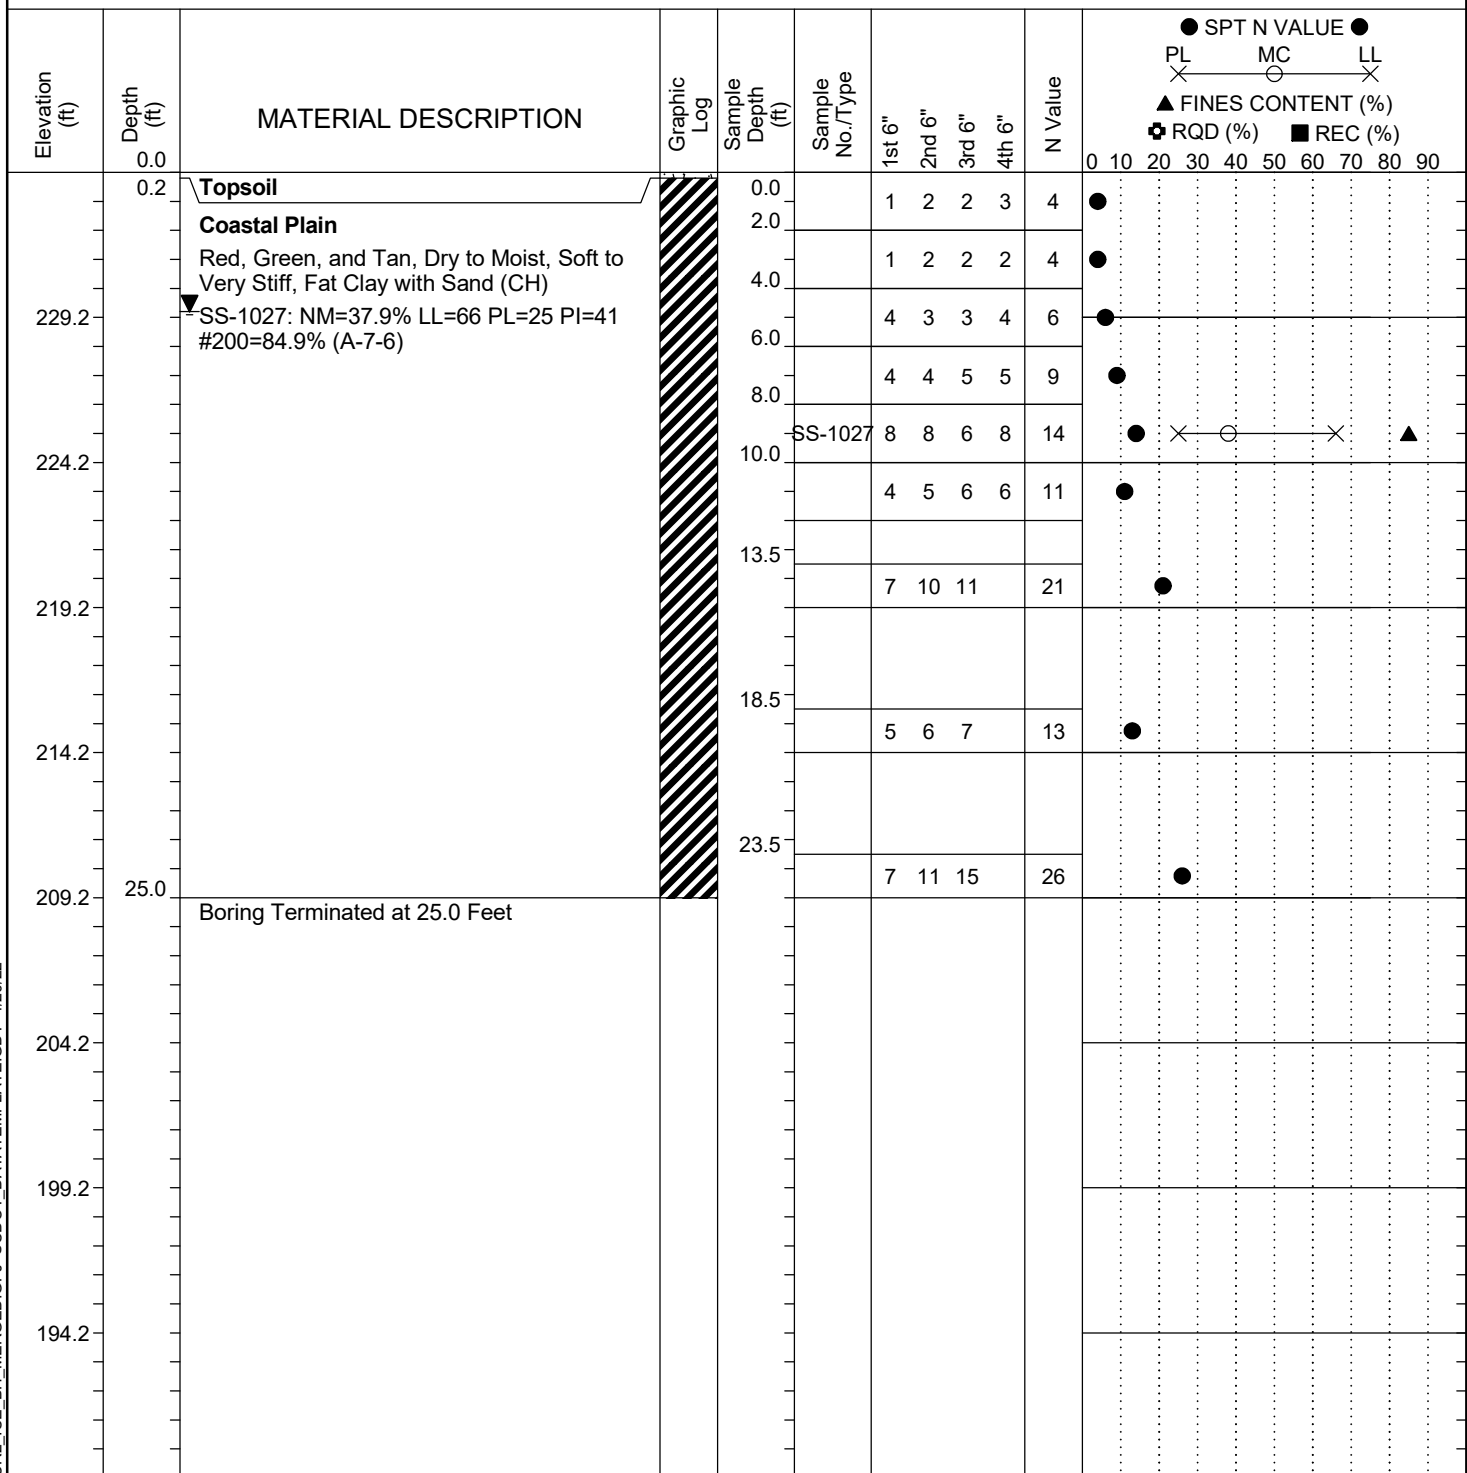 SPT N VALUE
PL MC LL
FINES CONTENT (%)
RQD (%) REC (%)
Elevation (ft)
Depth (ft)
0.0
MATERIAL DESCRIPTION
Graphic Log
Sample Depth (ft)
Sample No./Type
1st 6"
2nd 6"
3rd 6"
4th 6"
N Value
0 10 20 30 40 50 60 70 80 90
0.2 Topsoil 0.0
1 2 2 3 4
2.0
Coastal Plain
Red, Green, and Tan, Dry to Moist, Soft to
1 2 2 2 4
Very Stiff, Fat Clay with Sand (CH)
4.0
229.2 SS-1027: NM=37.9% LL=66 PL=25 PI=41
4 3 3 4 6
#200=84.9% (A-7-6)
6.0
4 4 5 5 9
8.0
SS-1027 8 8 6 8 14
10.0
224.2
4 5 6 6 11
13.5
7 10 11 21
219.2
18.5
5 6 7 13
214.2
23.5
7 11 15 26
25.0
209.2
Boring Terminated at 25.0 Feet
204.2
199.2
194.2